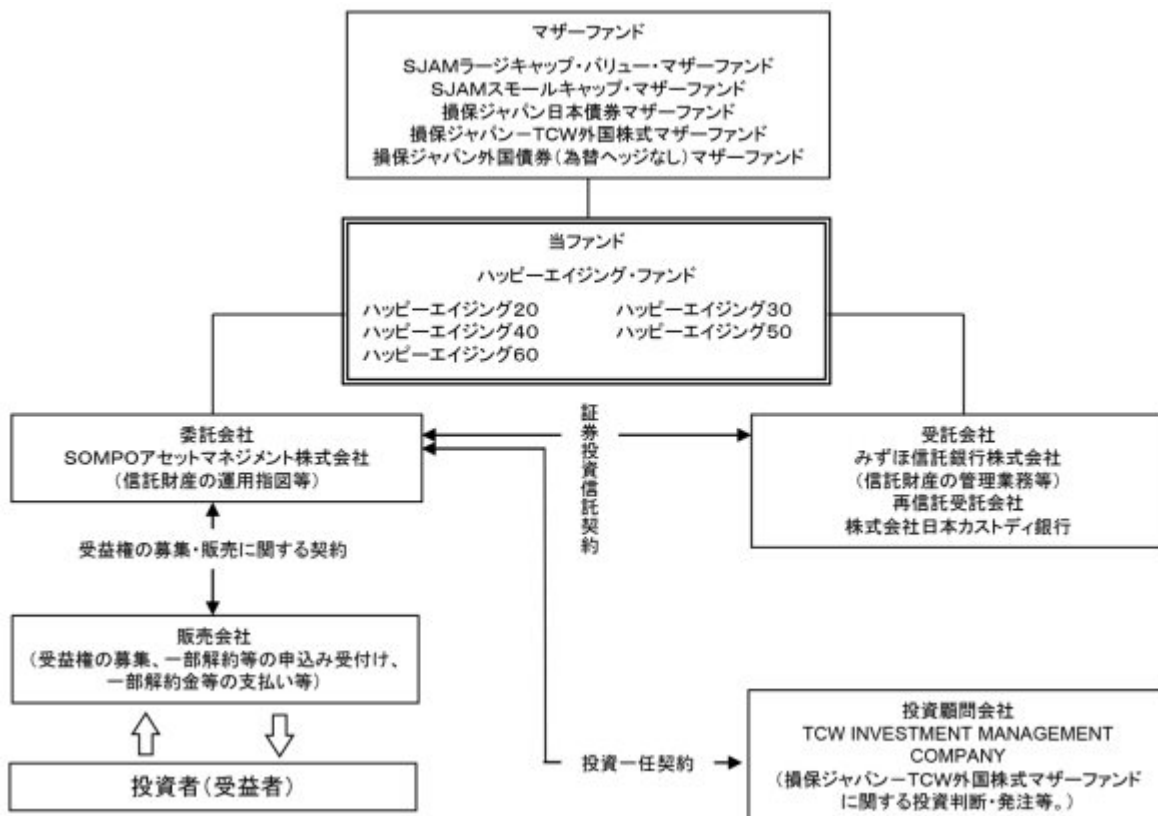 マザーファンド
SJAMラージキャップ・バリュー・マザーファンド
SJAMスモールキャップ・マザーファンド
損保ジャパン日本債券マザーファンド
損保ジャパン－TCW外国株式マザーファンド
損保ジャパン外国債券(為替ヘッジなし)マザーファンド
当ファンド
ハッピーエイジング・ファンド
ハッピーエイジング20 ハッピーエイジング30
ハッピーエイジング40 ハッピーエイジング50
ハッピーエイジング60
委託会社
SOMPOアセットマネジメント株式会社
(信託財産の運用指図等)
証券投資信託契約
受託会社
みずほ信託銀行株式会社
(信託財産の管理業務等)
再信託受託会社
株式会社日本カストディ銀行
受益権の募集・販売に関する契約
販売会社
(受益権の募集、一部解約等の申込み受付け、
一部解約金等の支払い等)
投資者(受益者)
投資一任契約
投資顧問会社
TCW INVESTMENT MANAGEMENT
COMPANY
(損保ジャパン－TCW外国株式マザーファンド
に関する投資判断・発注等。)